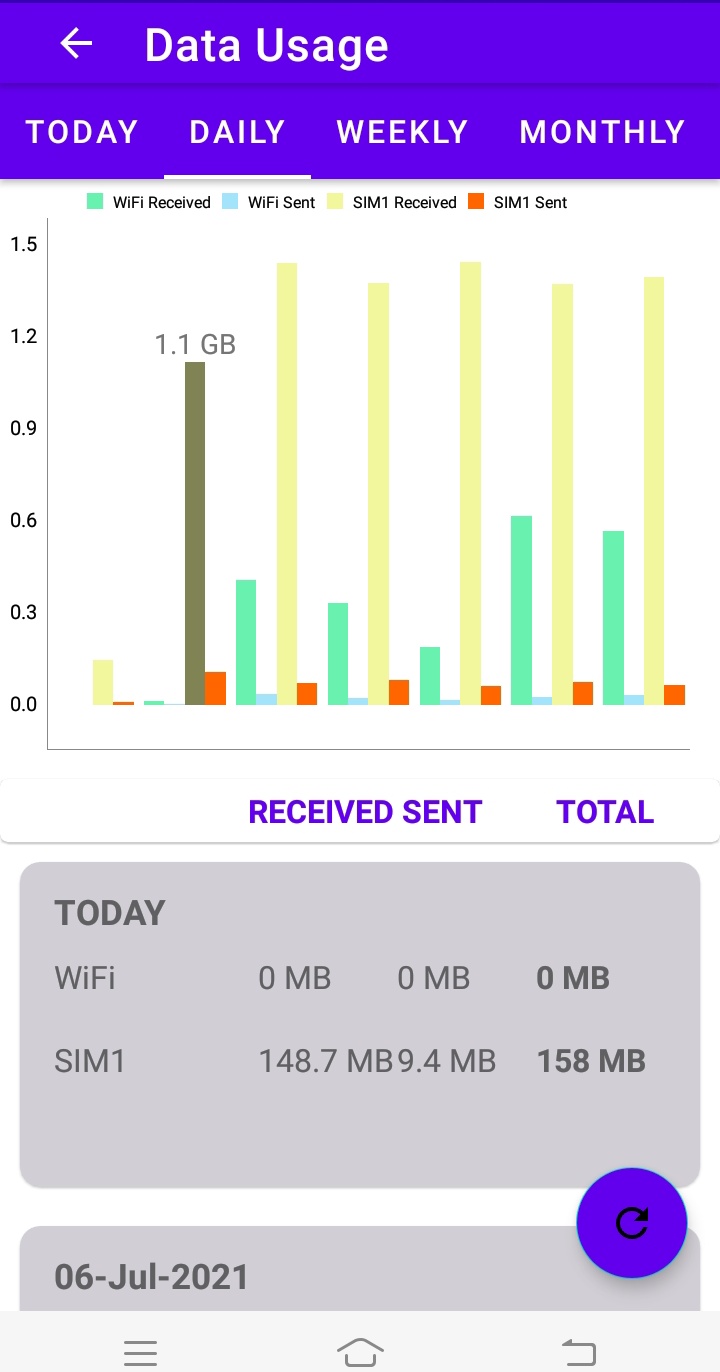 Data Usage
TODAY DAILY WEEKLY MONTHLY
WiFi Received WiFi Sent SIM1 Received SIM1 Sent
1.5
1.2
1.1 GB
0.9
0.6
0.3
0.0
RECEIVED SENT TOTAL
TODAY
WiFi 0 MB 0 MB 0 MB
SIM1 148.7 MB 9.4 MB 158 MB
06-Jul-2021